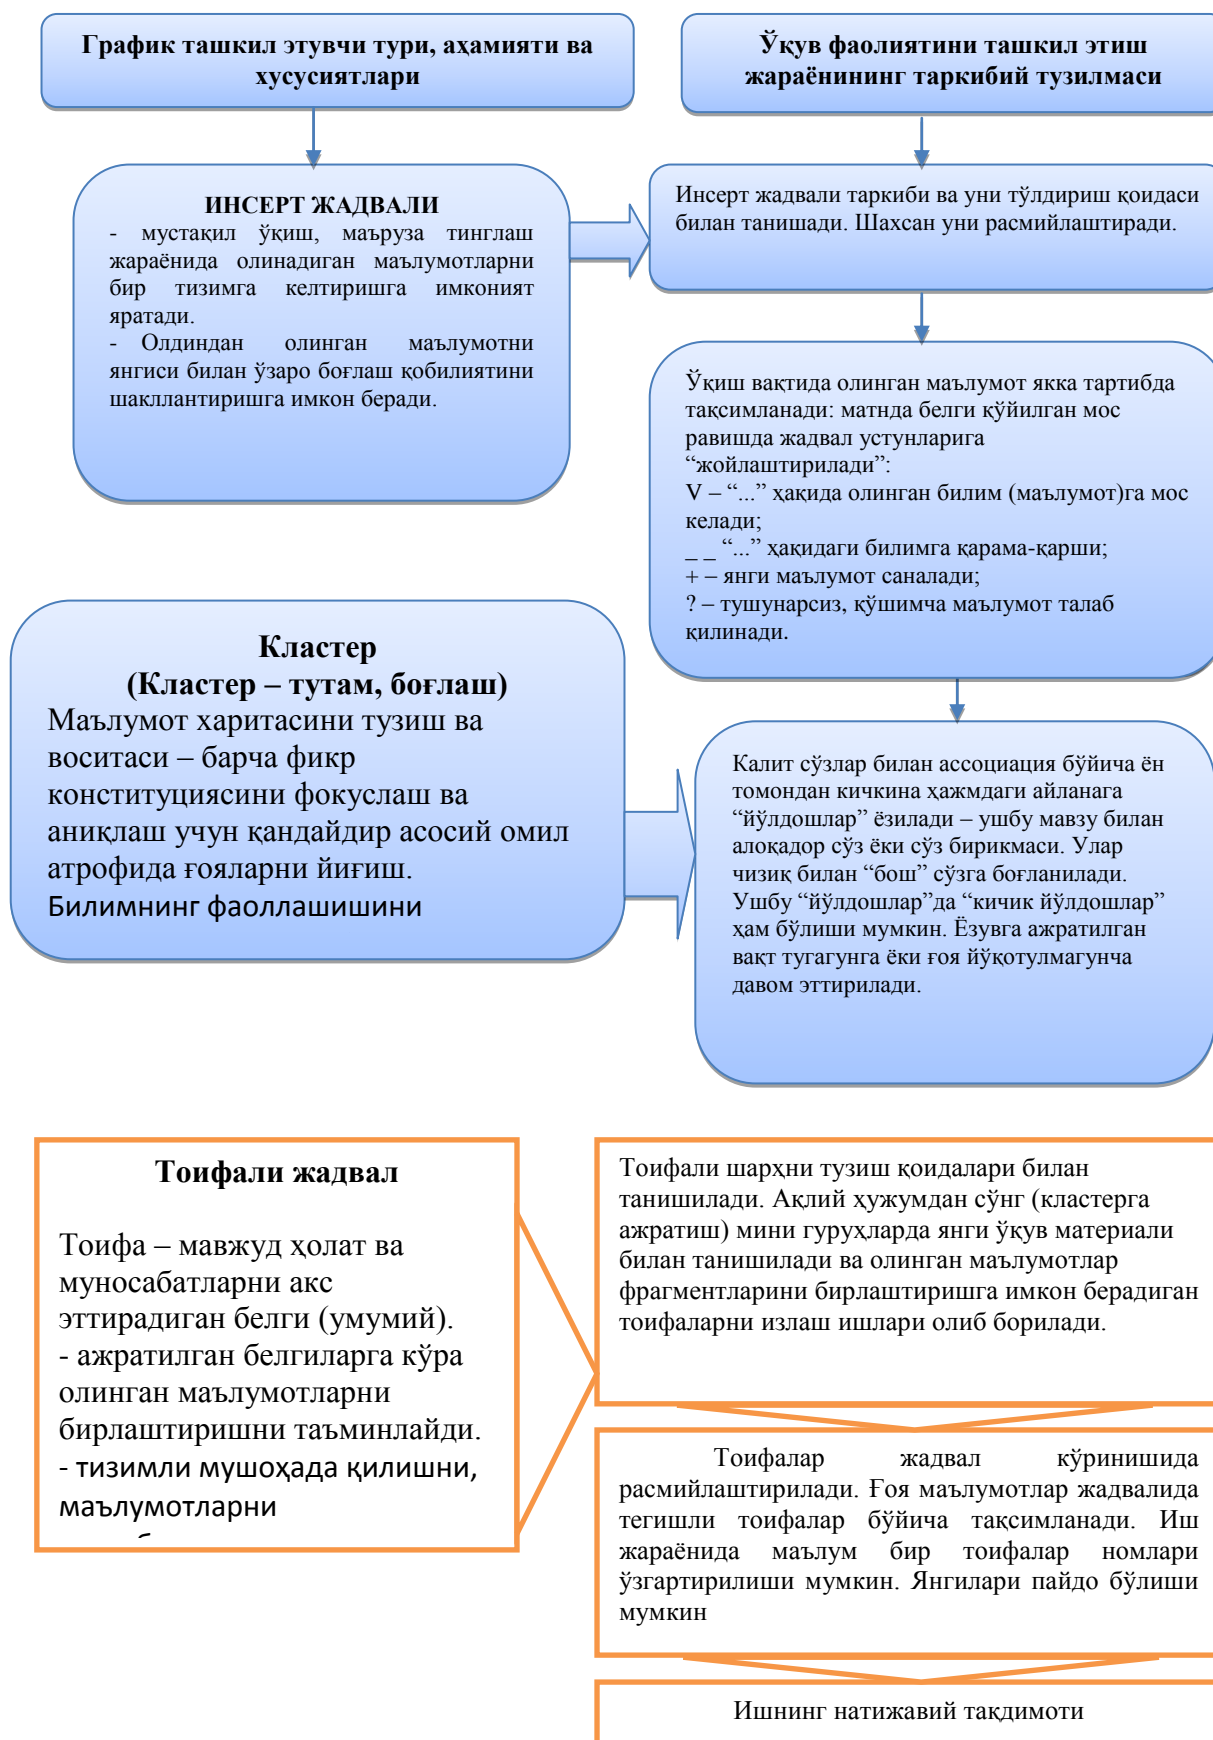 График ташкил этувчи тури, аҳамияти ва
хусусиятлари
Ўқув фаолиятини ташкил этиш
жараёнининг таркибий тузилмаси
ИНСЕРТ ЖАДВАЛИ
- мустақил ўқиш, маъруза тинглаш
жараёнида олинадиган маълумотларни
бир тизимга келтиришга имконият
яратади.
- Олдиндан олинган маълумотни
янгиси билан ўзаро боғлаш қобилиятини
шакллантиришга имкон беради.
Инсерт жадвали таркиби ва уни тўлдириш қоидаси
билан танишади. Шахсан уни расмийлаштиради.
Ўқиш вақтида олинган маълумот якка тартибда
тақсимланади: матнда белги қўйилган мос
равишда жадвал устунларига
“жойлаштирилади”:
V – “...” ҳақида олинган билим (маълумот)га мос
келади;
_ _ “...” ҳақидаги билимга қарама-қарши;
+ – янги маълумот саналади;
? – тушунарсиз, қўшимча маълумот талаб
қилинади.
Кластер
(Кластер – тутам, боғлаш)
Маълумот харитасини тузиш ва
воситаси – барча фикр
конституциясини фокуслаш ва
аниқлаш учун қандайдир асосий омил
атрофида ғояларни йиғиш.
Билимнинг фаоллашишини
Калит сўзлар билан ассоциация бўйича ён
томондан кичкина ҳажмдаги айланага
“йўлдошлар” ёзилади – ушбу мавзу билан
алоқадор сўз ёки сўз бирикмаси. Улар
чизиқ билан “бош” сўзга боғланилади.
Ушбу “йўлдошлар”да “кичик йўлдошлар”
ҳам бўлиши мумкин. Ёзувга ажратилган
вақт тугагунга ёки ғоя йўқотулмагунча
давом эттирилади.
Тоифали жадвал
Тоифа – мавжуд ҳолат ва
муносабатларни акс
эттирадиган белги (умумий).
- ажратилган белгиларга кўра
олинган маълумотларни
бирлаштиришни таъминлайди.
- тизимли мушоҳада қилишни,
маълумотларни
Тоифали шарҳни тузиш қоидалари билан
танишилади. Ақлий ҳужумдан сўнг (кластерга
ажратиш) мини гуруҳларда янги ўқув материали
билан танишилади ва олинган маълумотлар
фрагментларини бирлаштиришга имкон берадиган
тоифаларни излаш ишлари олиб борилади.
Тоифалар жадвал кўринишида
расмийлаштирилади. Ғоя маълумотлар жадвалида
тегишли тоифалар бўйича тақсимланади. Иш
жараёнида маълум бир тоифалар номлари
ўзгартирилиши мумкин. Янгилари пайдо бўлиши
мумкин
Ишнинг натижавий тақдимоти